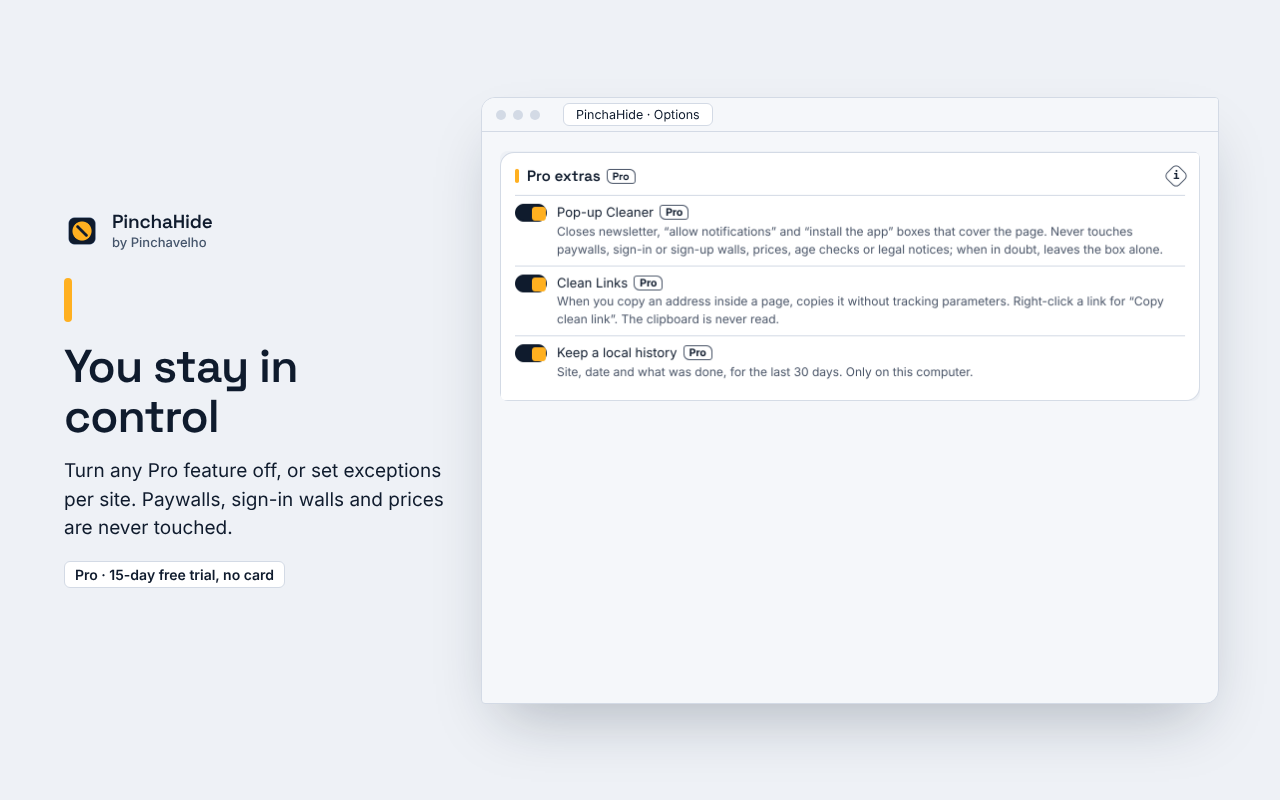 PinchaHide
by Pinchavelho
You stay in
control
Turn any Pro feature off, or set exceptions
per site. Paywalls, sign-in walls and prices
are never touched.
Pro · 15-day free trial, no card
PinchaHide · Options
Pro extras Pro
i
Pop-up Cleaner Pro
Closes newsletter, “allow notifications” and “install the app” boxes that cover the page. Never touches
paywalls, sign-in or sign-up walls, prices, age checks or legal notices; when in doubt, leaves the box alone.
Clean Links Pro
When you copy an address inside a page, copies it without tracking parameters. Right-click a link for “Copy
clean link”. The clipboard is never read.
Keep a local history Pro
Site, date and what was done, for the last 30 days. Only on this computer.